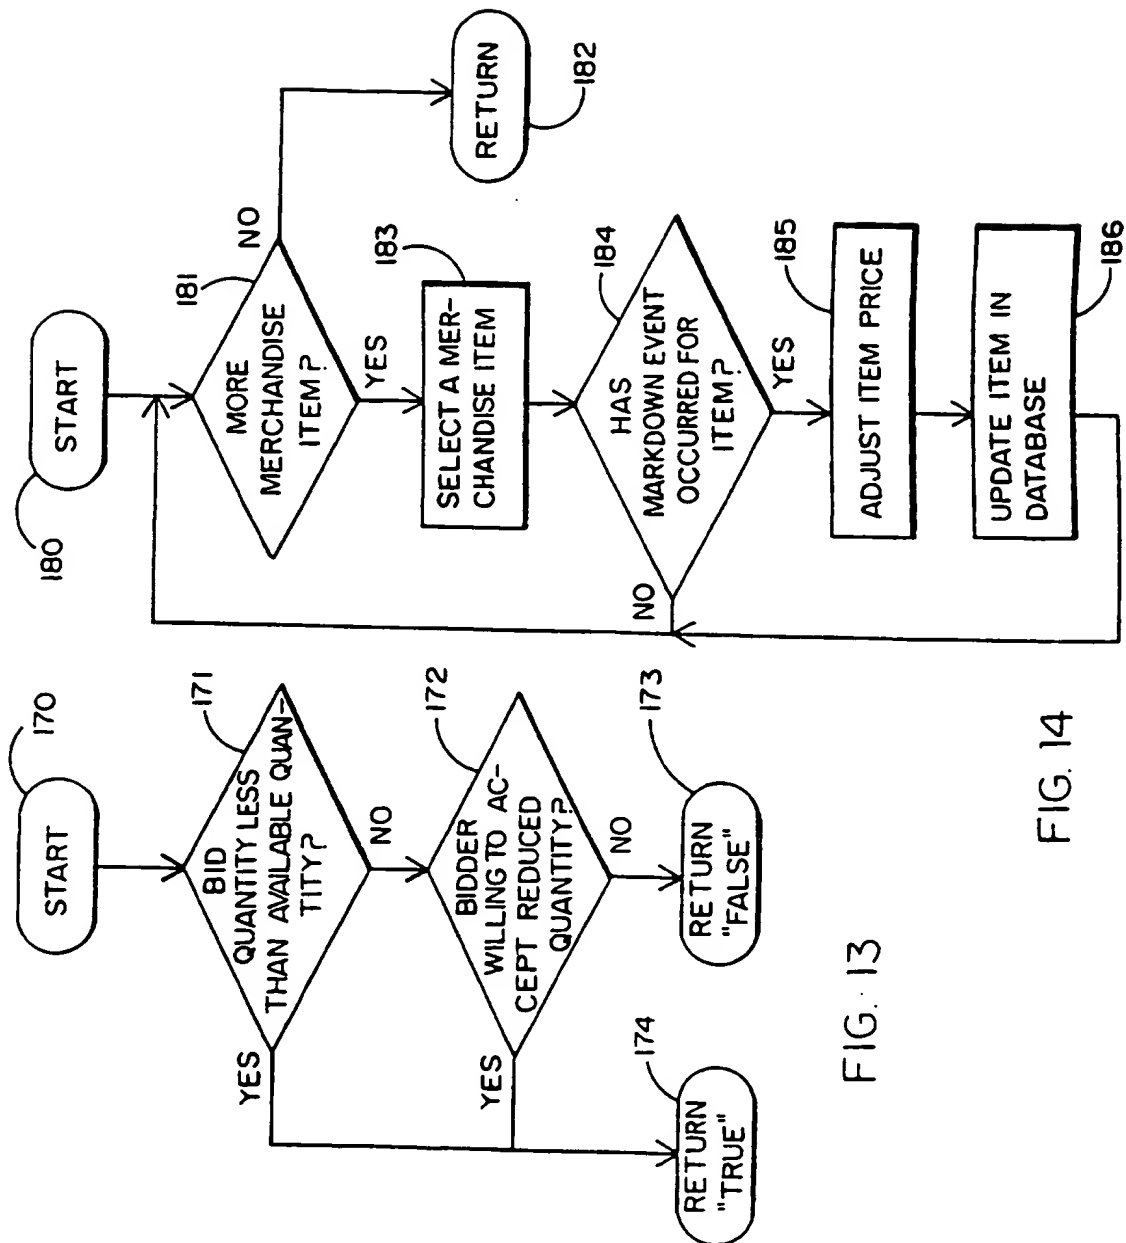 170
START
171
BID
QUANTITY LESS
THAN AVAILABLE QUAN-
TITY?
YES
NO
172
BIDDER
WILLING TO AC-
CEPT REDUCED
QUANTITY?
YES
NO
174
RETURN
"TRUE"
173
RETURN
"FALSE"
FIG. 13
180
START
181
MORE
MERCHANDISE
ITEM?
NO
YES
RETURN
182
183
SELECT A MER-
CHANDISE ITEM
184
HAS
MARKDOWN EVENT
OCCURRED FOR
ITEM?
NO
YES
185
ADJUST ITEM PRICE
UPDATE ITEM IN
DATABASE
186
FIG. 14